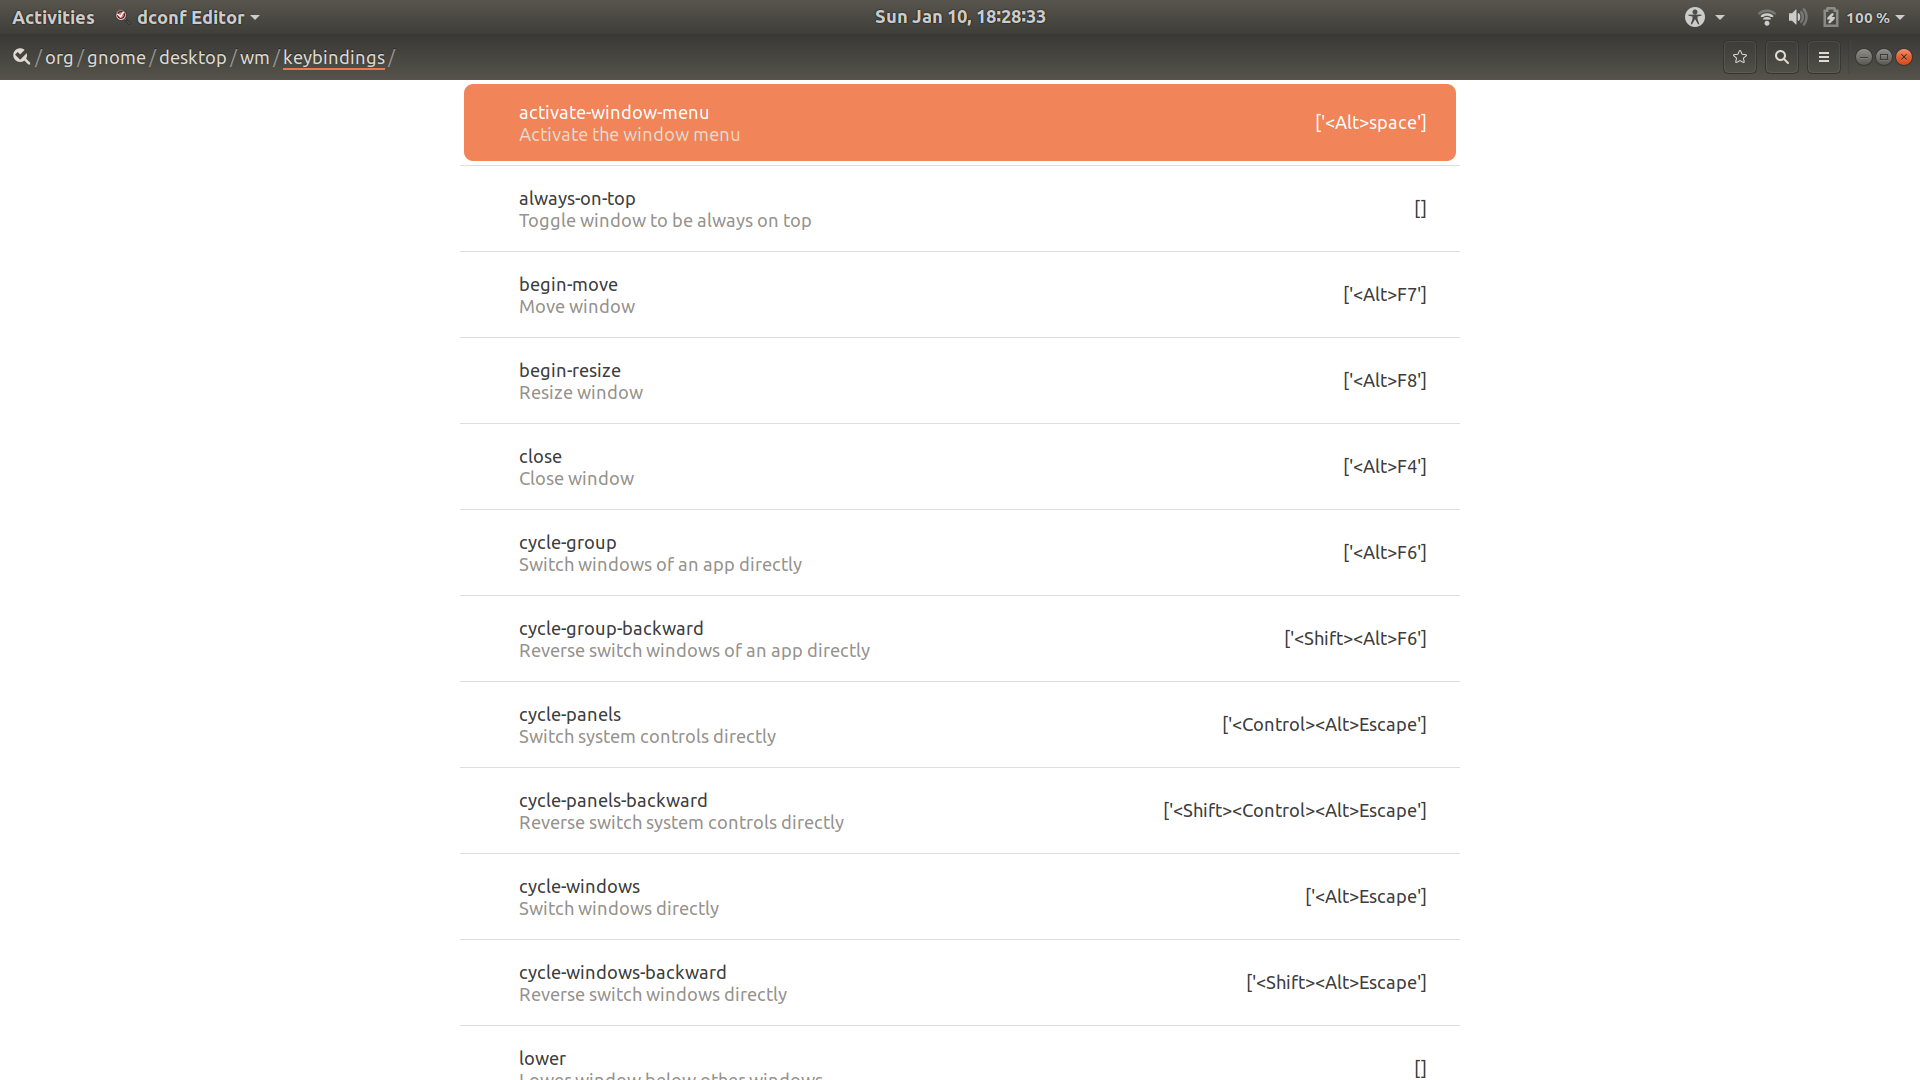 Activities dconf Editor Sun Jan 10, 18:28:33 100 %
/ org / gnome / desktop / wm / keybindings /
activate-window-menu
Activate the window menu
['<Alt>space']
always-on-top
Toggle window to be always on top
[]
begin-move
Move window
['<Alt>F7']
begin-resize
Resize window
['<Alt>F8']
close
Close window
['<Alt>F4']
cycle-group
Switch windows of an app directly
['<Alt>F6']
cycle-group-backward
Reverse switch windows of an app directly
['<Shift><Alt>F6']
cycle-panels
Switch system controls directly
['<Control><Alt>Escape']
cycle-panels-backward
Reverse switch system controls directly
['<Shift><Control><Alt>Escape']
cycle-windows
Switch windows directly
['<Alt>Escape']
cycle-windows-backward
Reverse switch windows directly
['<Shift><Alt>Escape']
lower
Lower window below other windows
[]